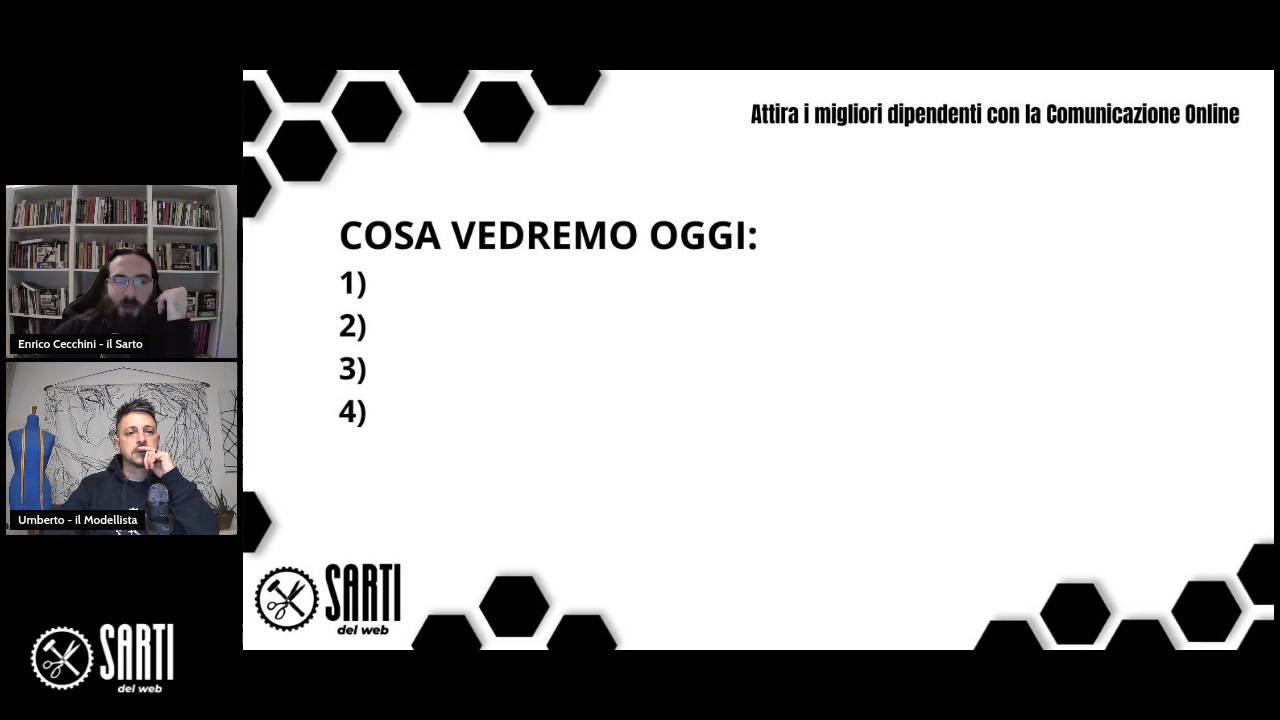 Attira i migliori dipendenti con la Comunicazione Online
COSA VEDREMO OGGI:
1)
2)
3)
4)
Enrico Cecchini - il Sarto
Umberto - il Modellista
SARTI
del web
SARTI
del web